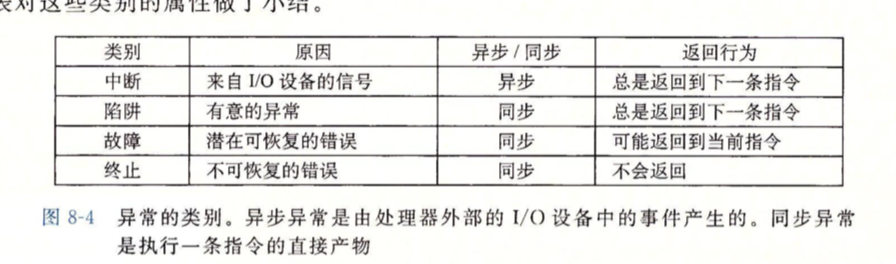 表对这些类别的属性做了小结。
类别 原因 异步/同步 返回行为
中断 来自 I/O 设备的信号 异步 总是返回到下一条指令
陷阱 有意的异常 同步 总是返回到下一条指令
故障 潜在可恢复的错误 同步 可能返回到当前指令
终止 不可恢复的错误 同步 不会返回
图 8-4 异常的类别。异步异常是由处理器外部的 I/O 设备中的事件产生的。同步异常
是执行一条指令的直接产物